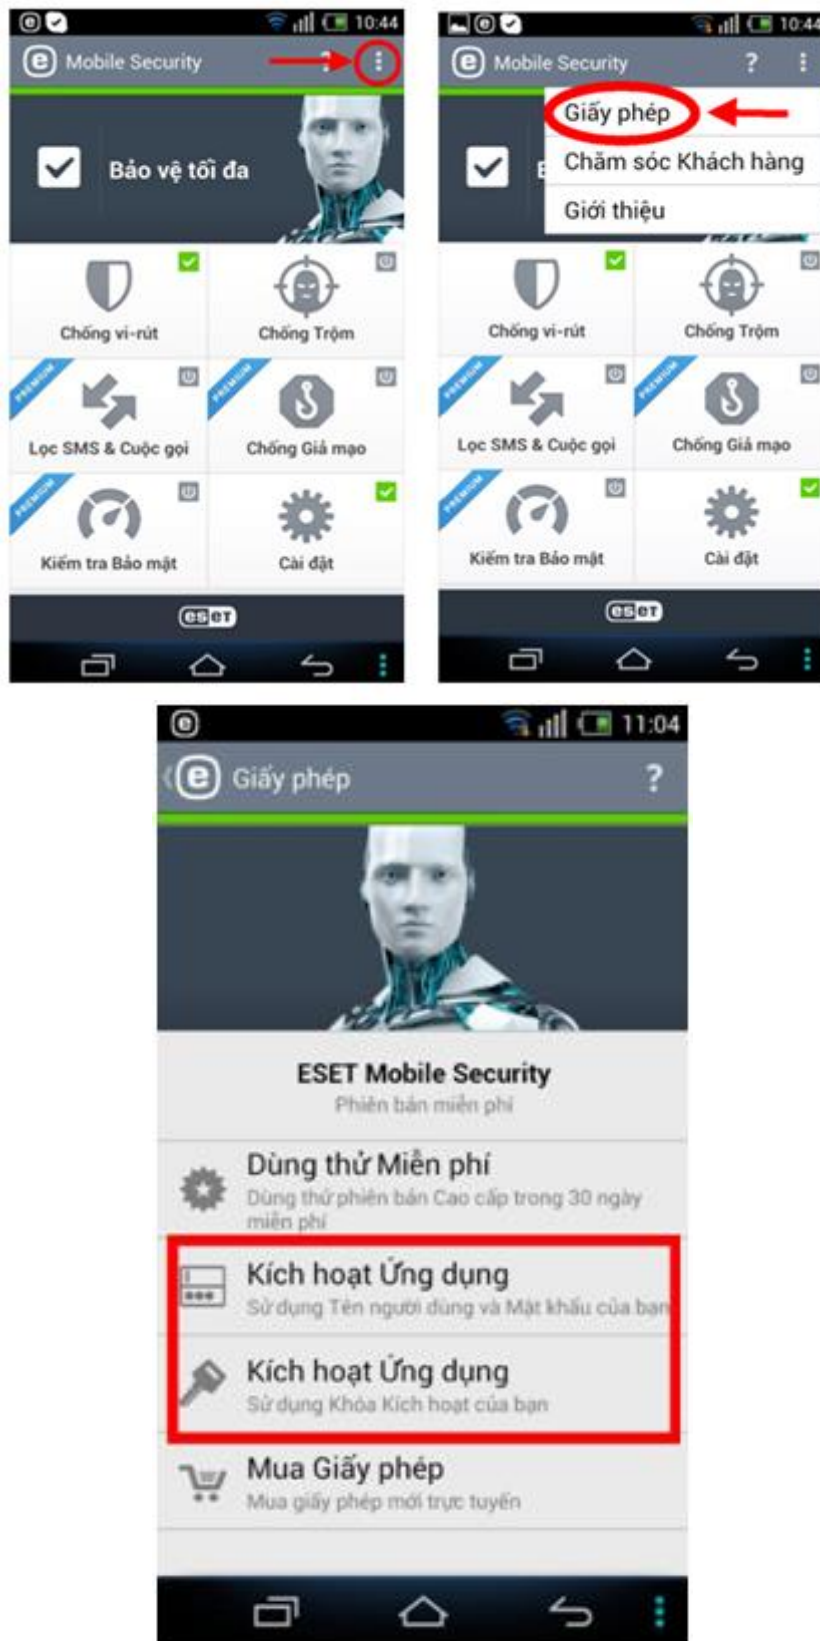 10:44
e Mobile Security ?
Bảo vệ tối đa
Chống vi-rút
Chống Trộm
PREMIUM
PREMIUM
Lọc SMS & Cuộc gọi
Chống Giả mạo
PREMIUM
Kiểm tra Bảo mật
Cài đặt
eset
10:44
e Mobile Security ?
Giấy phép
Chăm sóc Khách hàng
Giới thiệu
Chống vi-rút
Chống Trộm
PREMIUM
PREMIUM
Lọc SMS & Cuộc gọi
Chống Giả mạo
PREMIUM
Kiểm tra Bảo mật
Cài đặt
eset
e 11:04
e Giấy phép ?
ESET Mobile Security
Phiên bản miễn phí
Dùng thử Miễn phí
Dùng thử phiên bản Cao cấp trong 30 ngày
miễn phí
Kích hoạt Ứng dụng
Sử dụng Tên người dùng và Mật khẩu của bạn
Kích hoạt Ứng dụng
Sử dụng Khóa Kích hoạt của bạn
Mua Giấy phép
Mua giấy phép mới trực tuyến